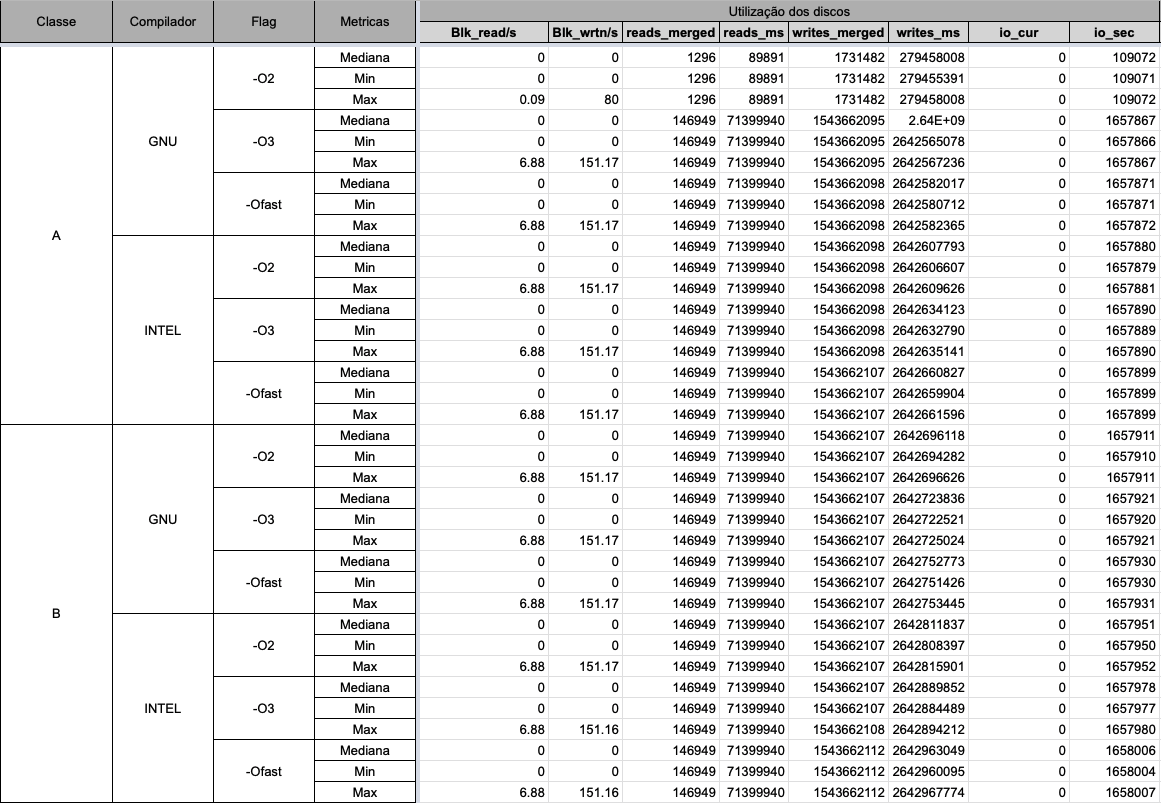 Classe Compilador Flag Metricas Utilização dos discos
Blk_read/s Blk_wrtn/s reads_merged reads_ms writes_merged writes_ms io_cur io_sec
A GNU -O2 Mediana 0 0 1296 89891 1731482 279458008 0 109072
Min 0 0 1296 89891 1731482 279455391 0 109071
Max 0.09 80 1296 89891 1731482 279458008 0 109072
-O3 Mediana 0 0 146949 71399940 1543662095 2.64E+09 0 1657867
Min 0 0 146949 71399940 1543662095 2642565078 0 1657866
Max 6.88 151.17 146949 71399940 1543662095 2642567236 0 1657867
-Ofast Mediana 0 0 146949 71399940 1543662098 2642582017 0 1657871
Min 0 0 146949 71399940 1543662098 2642580712 0 1657871
Max 6.88 151.17 146949 71399940 1543662098 2642582365 0 1657872
INTEL -O2 Mediana 0 0 146949 71399940 1543662098 2642607793 0 1657880
Min 0 0 146949 71399940 1543662098 2642606607 0 1657879
Max 6.88 151.17 146949 71399940 1543662098 2642609626 0 1657881
-O3 Mediana 0 0 146949 71399940 1543662098 2642634123 0 1657890
Min 0 0 146949 71399940 1543662098 2642632790 0 1657889
Max 6.88 151.17 146949 71399940 1543662098 2642635141 0 1657890
-Ofast Mediana 0 0 146949 71399940 1543662107 2642660827 0 1657899
Min 0 0 146949 71399940 1543662107 2642659904 0 1657899
Max 6.88 151.17 146949 71399940 1543662107 2642661596 0 1657899
B GNU -O2 Mediana 0 0 146949 71399940 1543662107 2642696118 0 1657911
Min 0 0 146949 71399940 1543662107 2642694282 0 1657910
Max 6.88 151.17 146949 71399940 1543662107 2642696626 0 1657911
-O3 Mediana 0 0 146949 71399940 1543662107 2642723836 0 1657921
Min 0 0 146949 71399940 1543662107 2642722521 0 1657920
Max 6.88 151.17 146949 71399940 1543662107 2642725024 0 1657921
-Ofast Mediana 0 0 146949 71399940 1543662107 2642752773 0 1657930
Min 0 0 146949 71399940 1543662107 2642751426 0 1657930
Max 6.88 151.17 146949 71399940 1543662107 2642753445 0 1657931
INTEL -O2 Mediana 0 0 146949 71399940 1543662107 2642811837 0 1657951
Min 0 0 146949 71399940 1543662107 2642808397 0 1657950
Max 6.88 151.17 146949 71399940 1543662107 2642815901 0 1657952
-O3 Mediana 0 0 146949 71399940 1543662107 2642889852 0 1657978
Min 0 0 146949 71399940 1543662107 2642884489 0 1657977
Max 6.88 151.16 146949 71399940 1543662108 2642894212 0 1657980
-Ofast Mediana 0 0 146949 71399940 1543662112 2642963049 0 1658006
Min 0 0 146949 71399940 1543662112 2642960095 0 1658004
Max 6.88 151.16 146949 71399940 1543662112 2642967774 0 1658007